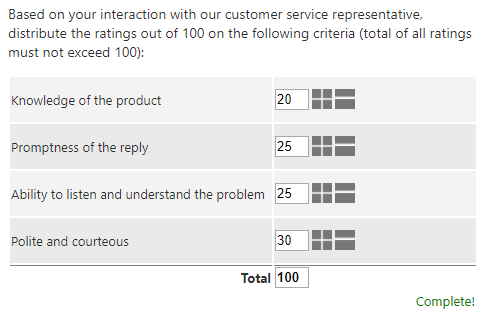 Based on your interaction with our customer service representative,
distribute the ratings out of 100 on the following criteria (total of all ratings
must not exceed 100):
Knowledge of the product 20
Promptness of the reply 25
Ability to listen and understand the problem 25
Polite and courteous 30
Total 100
Complete!